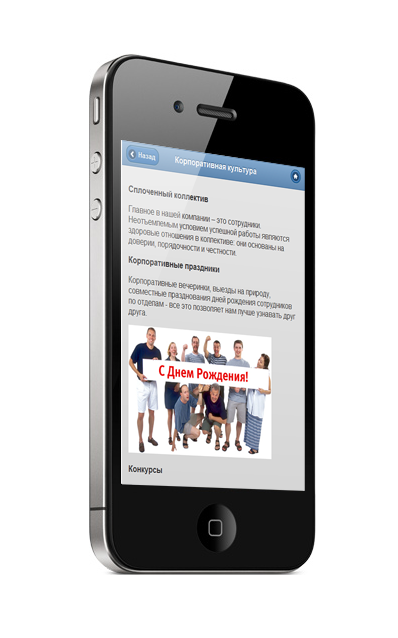 Назад
Корпоративная культура
Сплоченный коллектив
Главное в нашей компании – это сотрудники.
Неотъемлемым условием успешной работы являются
здоровые отношения в коллективе: они основаны на
доверии, порядочности и честности.
Корпоративные праздники
Корпоративные вечеринки, выезды на природу,
совместные празднования дней рождения сотрудников
по отделам - все это позволяет нам лучше узнавать друг
друга.
С Днем Рождения!
Конкурсы